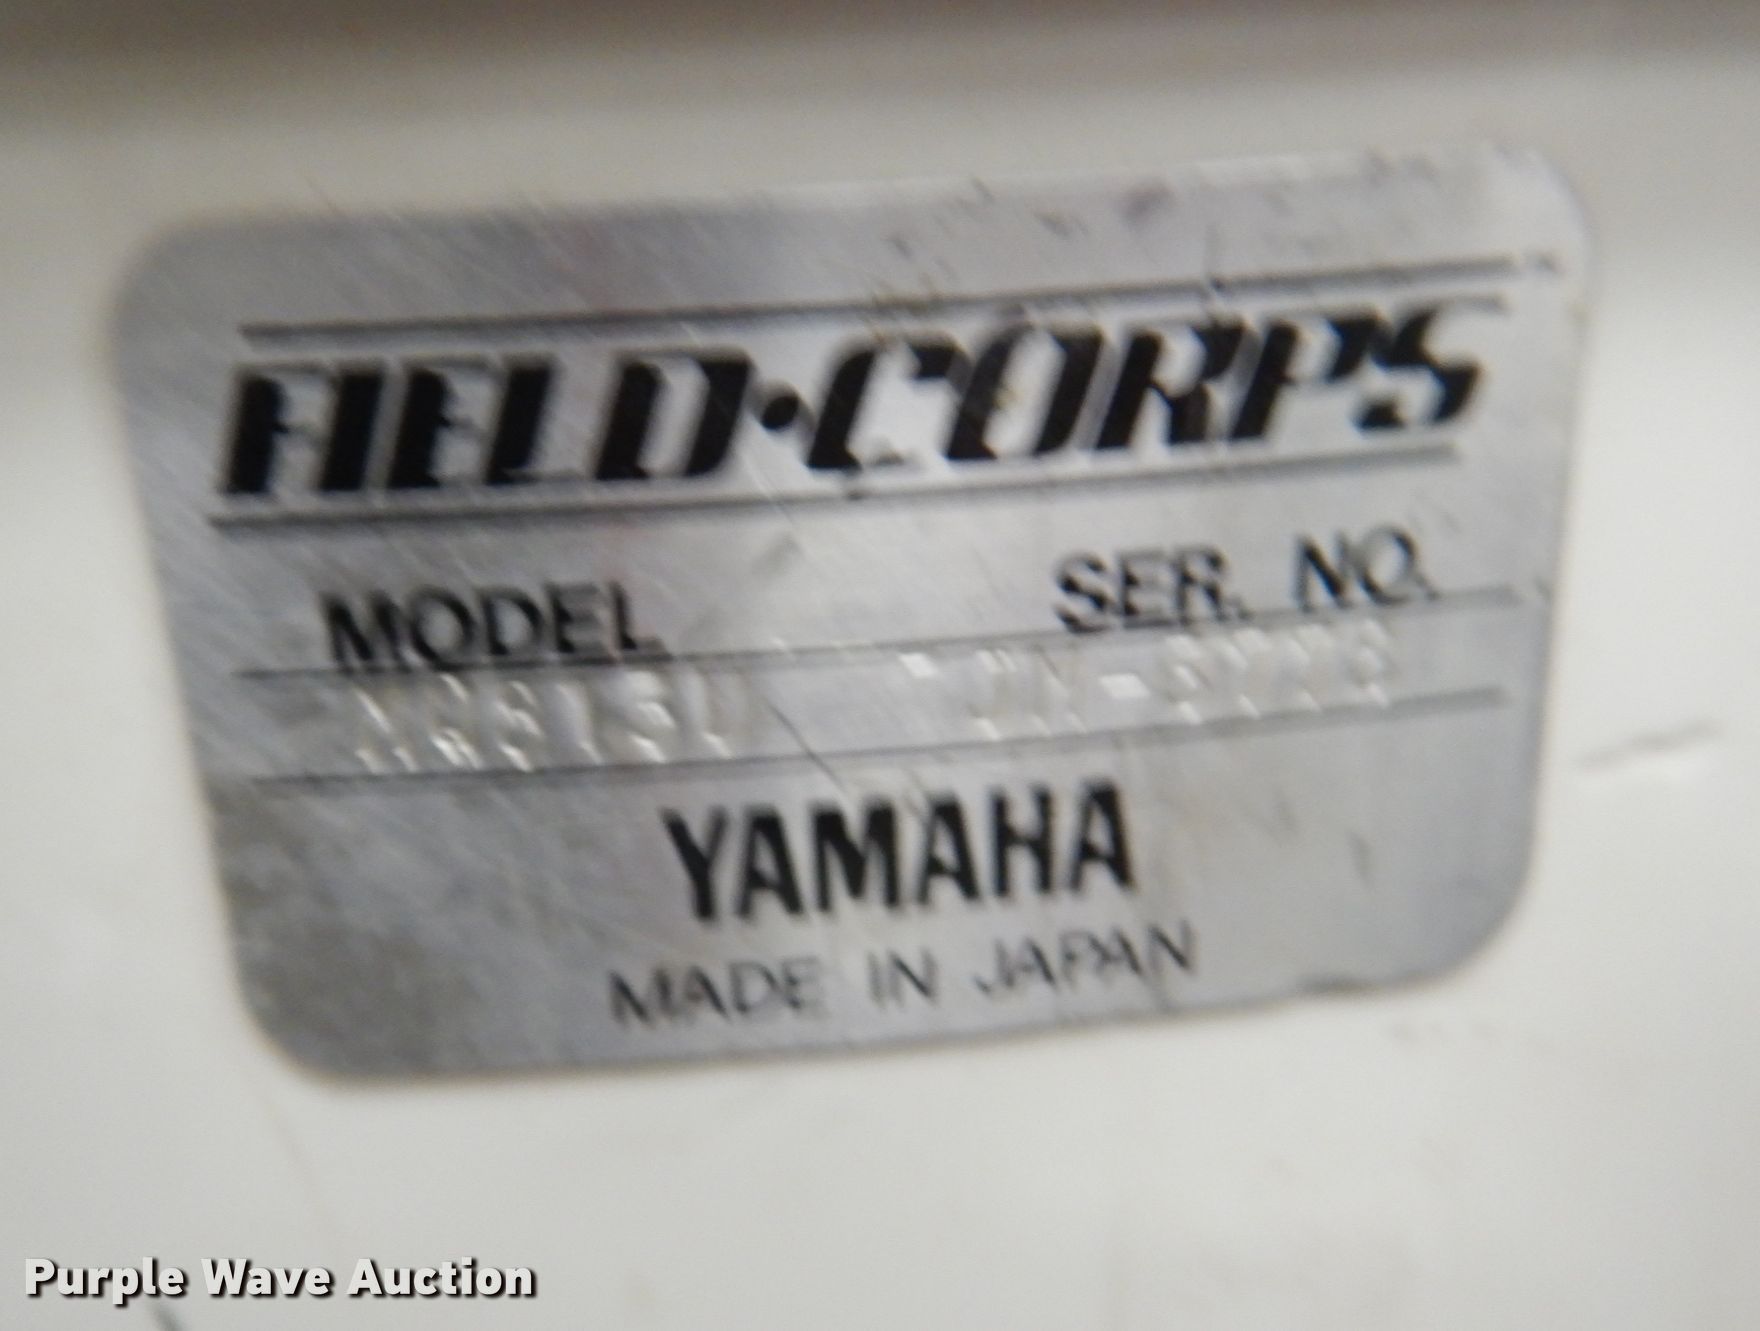 FIELD·CORPS
MODEL SER. NO.
YAMAHA
MADE IN JAPAN
Purple Wave Auction